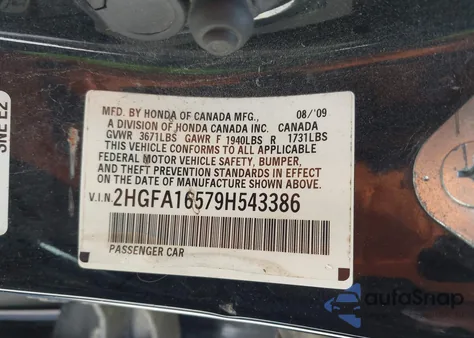 MFD. BY HONDA OF CANADA MFG., 08/'09
A DIVISION OF HONDA CANADA INC. CANADA
GVWR 3671LBS GAWR F 1940LBS R 1731LBS
THIS VEHICLE CONFORMS TO ALL APPLICABLE
FEDERAL MOTOR VEHICLE SAFETY, BUMPER,
AND THEFT PREVENTION STANDARDS IN EFFECT
ON THE DATE OF MANUFACTURE SHOWN ABOVE.
V.I.N. 2HGFA16579H543386
PASSENGER CAR
SNE E2
autoSnap